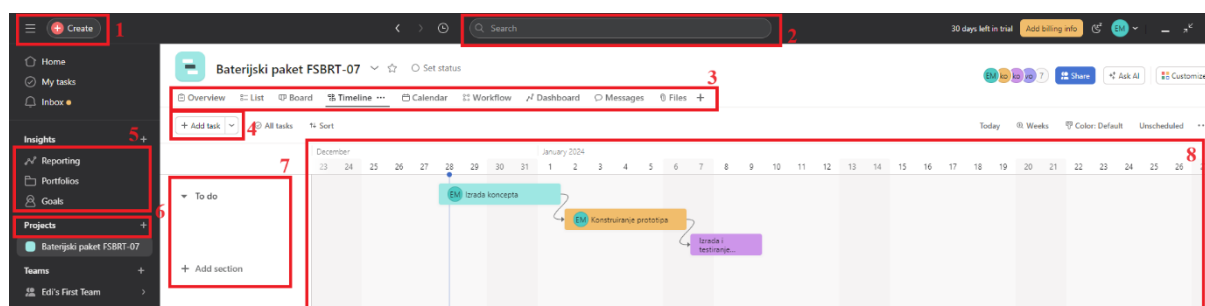 Create 1
Search 2
30 days left in trial Add billing info EM
Home
My tasks
Inbox
Baterijski paket FSBRT-07 Set status
EM ko ko vo 7 Share Ask AI Customize
3
Overview List Board Timeline ... Calendar Workflow Dashboard Messages Files +
+ Add task 4 All tasks Sort
Today Weeks Color: Default Unscheduled ...
Insights 5 +
Reporting
Portfolios
Goals
6
Projects +
Baterijski paket FSBRT-07
Teams +
Edi's First Team
7
December January 2024
8
23 24 25 26 27 28 29 30 31 1 2 3 4 5 6 7 8 9 10 11 12 13 14 15 16 17 18 19 20 21 22 23 24 25 26
To do
EM Izrada koncepta
EM Konstruiranje prototipa
Izrada i
testiranje...
+ Add section